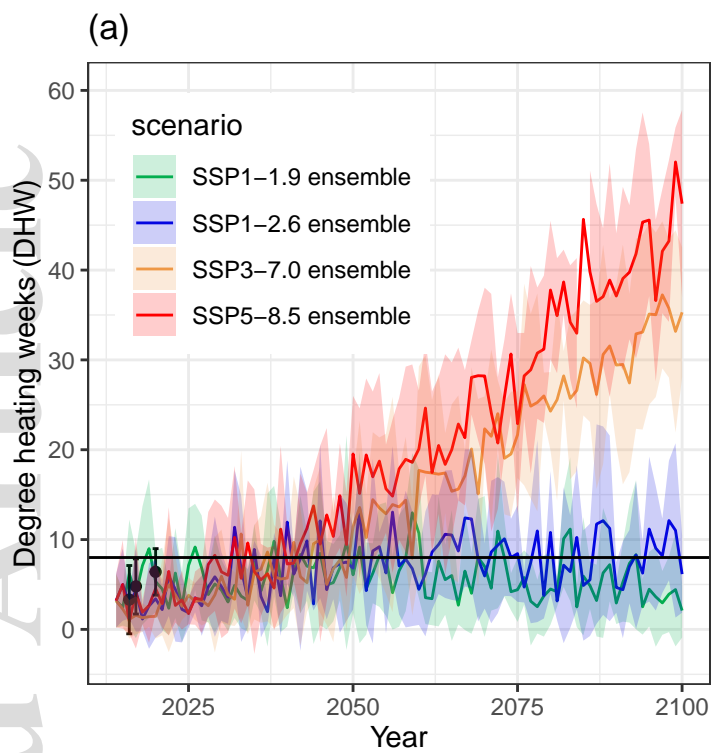 (a)
60
50
40
30
20
10
0
Degree heating weeks (DHW)
scenario
SSP1−1.9 ensemble
SSP1−2.6 ensemble
SSP3−7.0 ensemble
SSP5−8.5 ensemble
2025 2050 2075 2100
Year